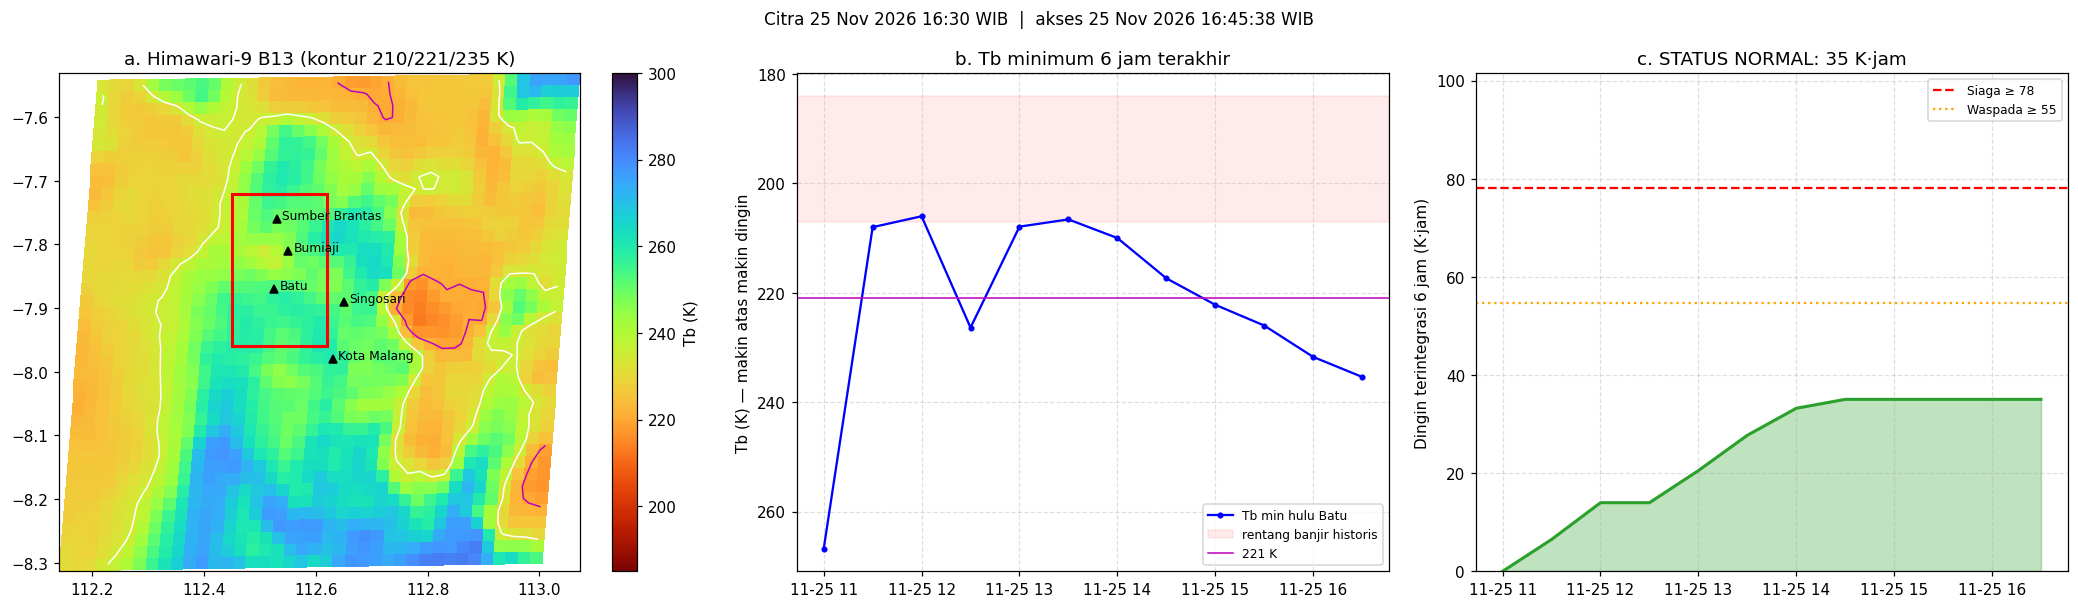 Citra 25 Nov 2026 16:30 WIB | akses 25 Nov 2026 16:45:38 WIB
a. Himawari-9 B13 (kontur 210/221/235 K)
−7.6
−7.7
−7.8
−7.9
−8.0
−8.1
−8.2
−8.3
112.2
112.4
112.6
112.8
113.0
Sumber Brantas
Bumiaji
Batu
Singosari
Kota Malang
300
280
260
240
220
200
Tb (K)
b. Tb minimum 6 jam terakhir
Tb (K) — makin atas makin dingin
180
200
220
240
260
11-25 11
11-25 12
11-25 13
11-25 14
11-25 15
11-25 16
Tb min hulu Batu
rentang banjir historis
221 K
c. STATUS NORMAL: 35 K·jam
Dingin terintegrasi 6 jam (K·jam)
100
80
60
40
20
0
11-25 11
11-25 12
11-25 13
11-25 14
11-25 15
11-25 16
Siaga ≥ 78
Waspada ≥ 55